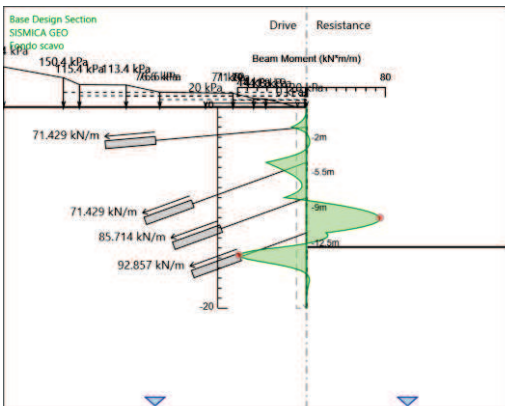 Base Design Section
SISMICA GEO
Fondo scavo
Drive
Resistance
Beam Moment (kN*m/m)
80
150.4 kPa
115.4 kPa
113.4 kPa
20 kPa
-2m
71.429 kN/m
-5.5m
71.429 kN/m
-9m
85.714 kN/m
-12.5m
92.857 kN/m
-20